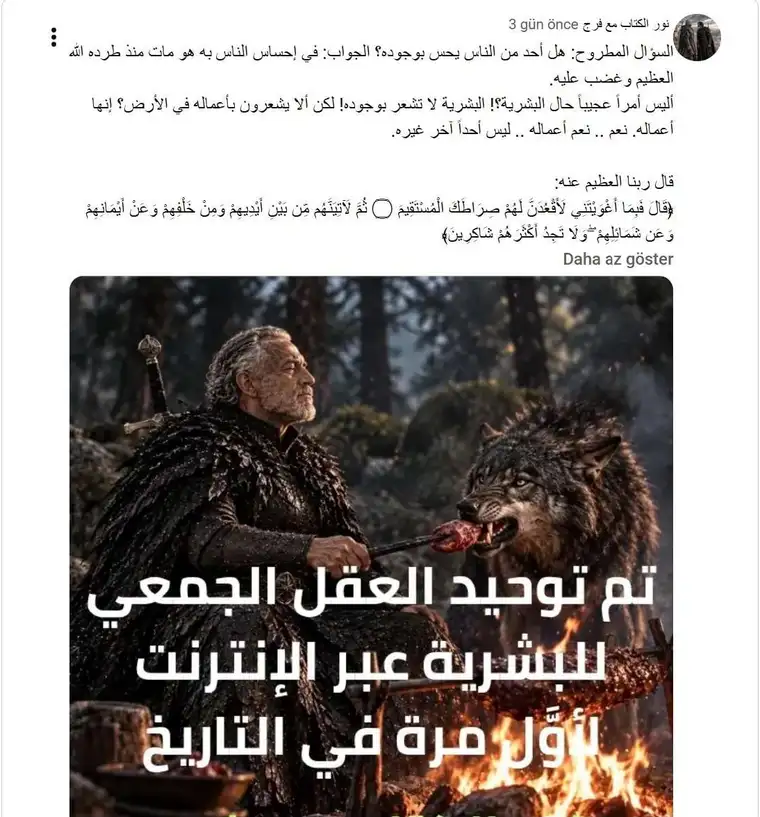 نور الكتاب مع فرج 3 gün önce
السؤال المطروح: هل أحد من الناس يحس بوجوده؟ الجواب: في إحساس الناس به هو مات منذ طرده الله
العظيم وغضب عليه.
أليس أمراً عجيباً حال البشرية؟! البشرية لا تشعر بوجوده! لكن ألا يشعرون بأعماله في الأرض؟ إنها
أعماله. نعم .. نعم أعماله .. ليس أحداً آخر غيره.
قال ربنا العظيم عنه:
﴿قَالَ فَبِمَا أَغْوَيْتَنِي لَأَقْعُدَنَّ لَهُمْ صِرَاطَكَ الْمُسْتَقِيمَ ۝ ثُمَّ لَآتِيَنَّهُم مِّن بَيْنِ أَيْدِيهِمْ وَمِنْ خَلْفِهِمْ وَعَنْ أَيْمَانِهِمْ
وَعَن شَمَائِلِهِمْ ۖ وَلَا تَجِدُ أَكْثَرَهُمْ شَاكِرِينَ﴾
Daha az göster
تم توحيد العقل الجمعي
للبشرية عبر الإنترنت
لأوَّل مرة في التاريخ